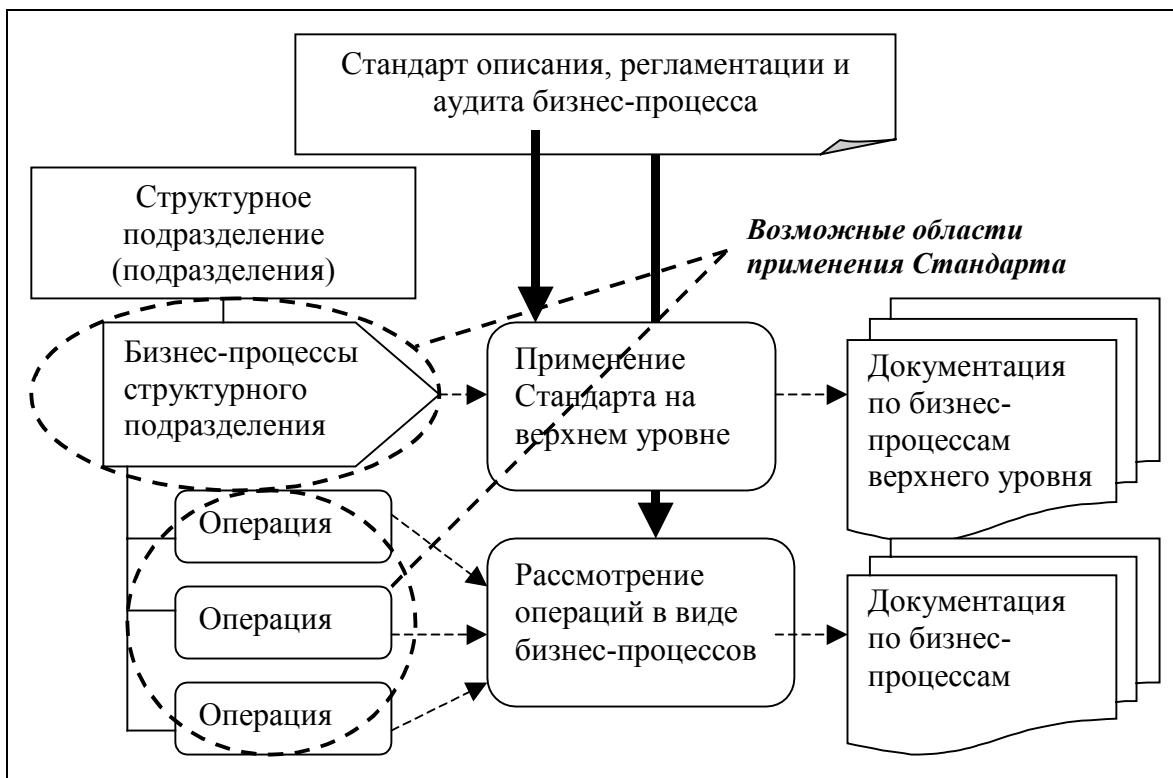 Стандарт описания, регламентации и
аудита бизнес-процесса
Структурное
подразделение
(подразделения)
Возможные области
применения Стандарта
Бизнес-процессы
структурного
подразделения
Применение
Стандарта на
верхнем уровне
Документация
по бизнес-
процессам
верхнего уровня
Операция
Операция
Операция
Рассмотрение
операций в виде
бизнес-процессов
Документация
по бизнес-
процессам